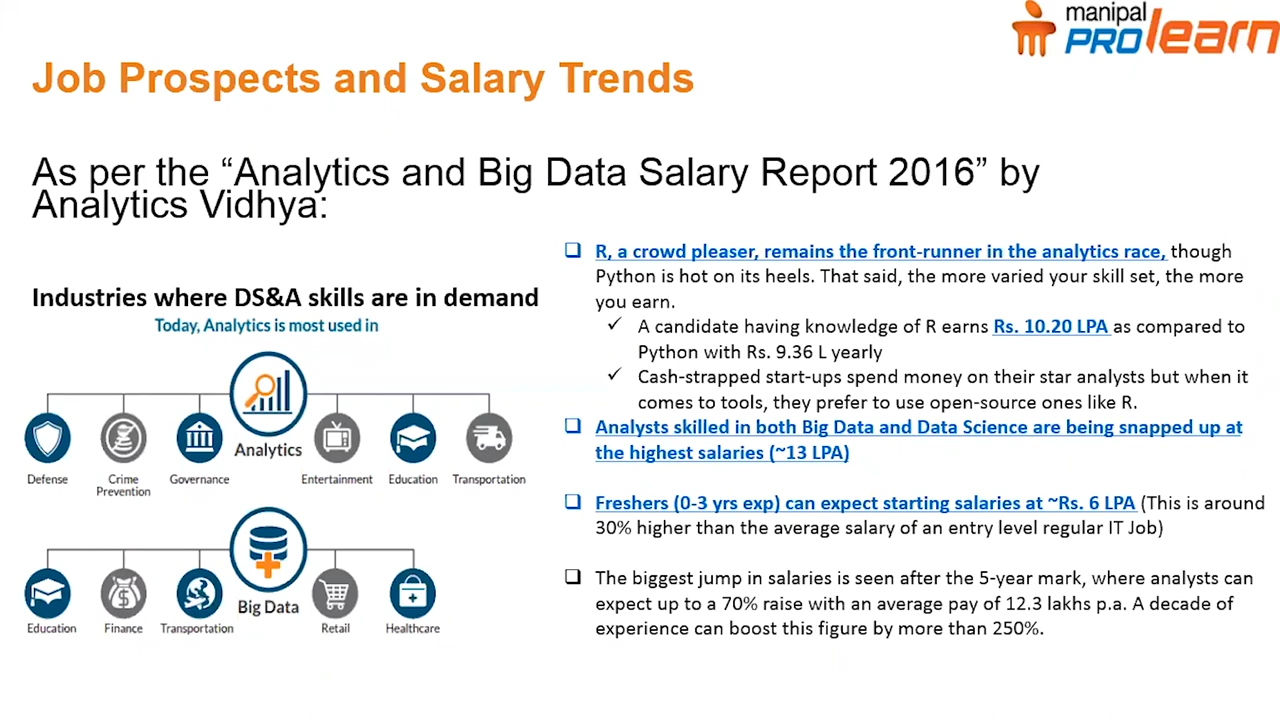 manipal
PROlearn
Job Prospects and Salary Trends
As per the “Analytics and Big Data Salary Report 2016” by
Analytics Vidhya:
Industries where DS&A skills are in demand
Today, Analytics is most used in
Analytics
Defense
Crime
Prevention
Governance
Entertainment
Education
Transportation
Big Data
Education
Finance
Transportation
Retail
Healthcare
R, a crowd pleaser, remains the front-runner in the analytics race, though
Python is hot on its heels. That said, the more varied your skill set, the more
you earn.
A candidate having knowledge of R earns Rs. 10.20 LPA as compared to
Python with Rs. 9.36 L yearly
Cash-strapped start-ups spend money on their star analysts but when it
comes to tools, they prefer to use open-source ones like R.
Analysts skilled in both Big Data and Data Science are being snapped up at
the highest salaries (~13 LPA)
Freshers (0-3 yrs exp) can expect starting salaries at ~Rs. 6 LPA (This is around
30% higher than the average salary of an entry level regular IT Job)
The biggest jump in salaries is seen after the 5-year mark, where analysts can
expect up to a 70% raise with an average pay of 12.3 lakhs p.a. A decade of
experience can boost this figure by more than 250%.